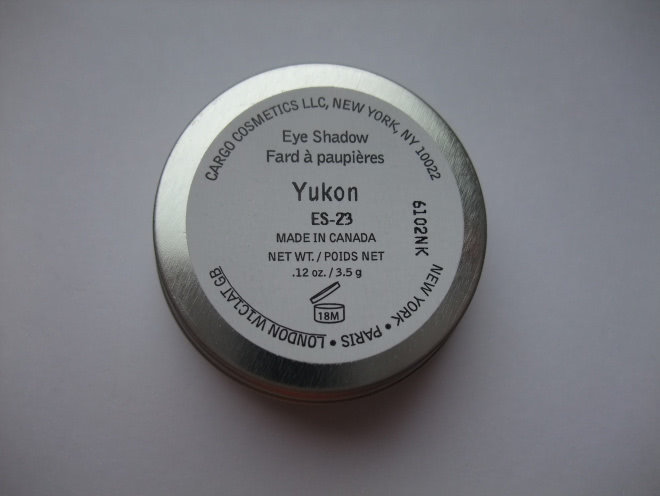 CARGO COSMETICS LLC, NEW YORK, NY 10022
Eye Shadow
Fard à paupières
Yukon
ES-23
MADE IN CANADA
NET WT. / POIDS NET
.12 oz. / 3.5 g
18M
6102NK
NEW YORK • PARIS • LONDON W1C1AT GB